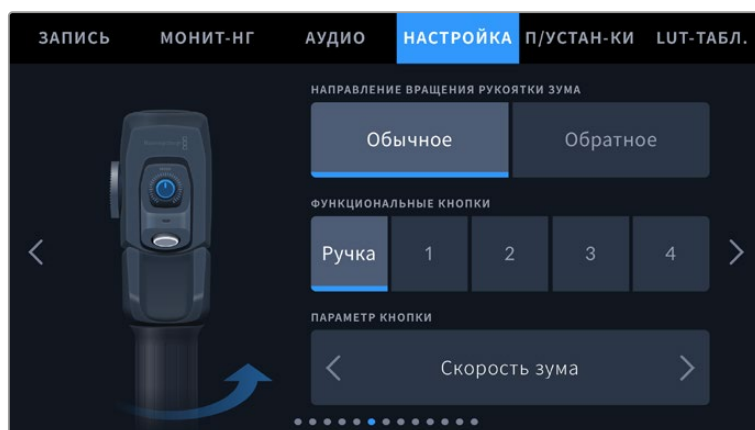 ЗАПИСЬ МОНИТ-НГ АУДИО НАСТРОЙКА П/УСТАН-КИ LUT-ТАБЛ.
НАПРАВЛЕНИЕ ВРАЩЕНИЯ РУКОЯТКИ ЗУМА
Обычное Обратное
ФУНКЦИОНАЛЬНЫЕ КНОПКИ
Ручка 1 2 3 4
ПАРАМЕТР КНОПКИ
Скорость зума